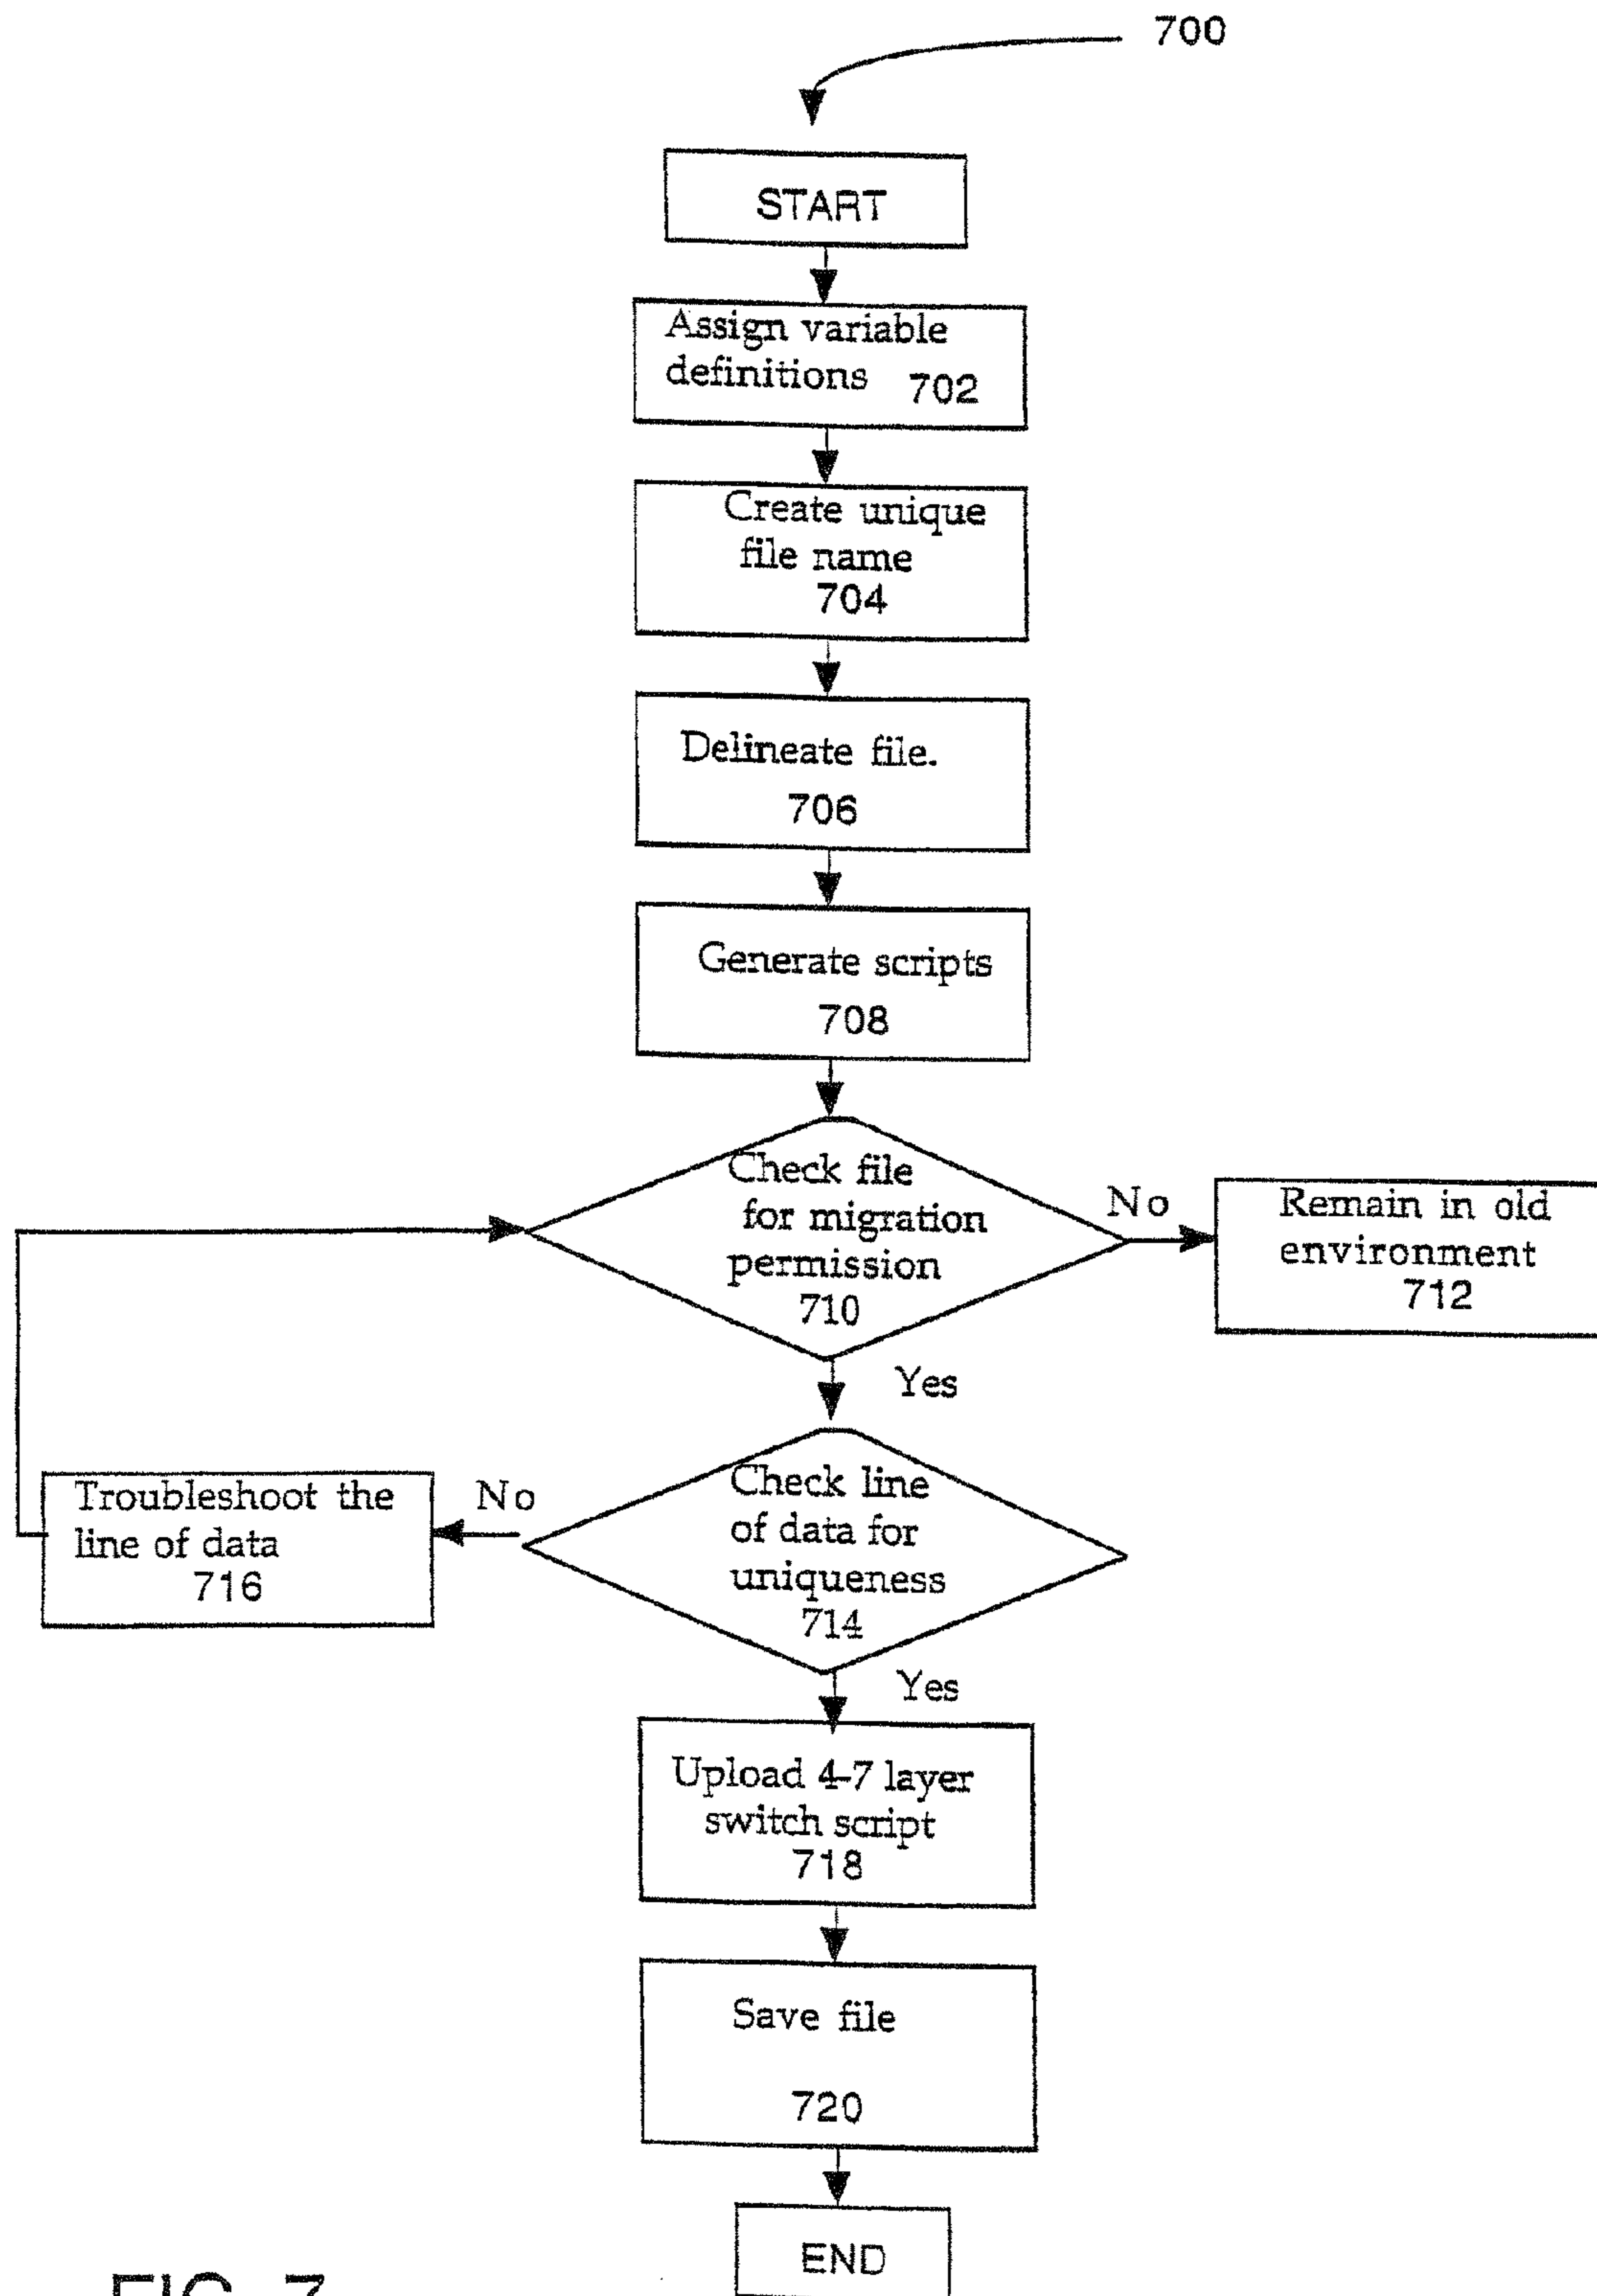 700
START
Assign variable
definitions 702
Create unique
file name
704
Delineate file.
706
Generate scripts
708
Check file
for migration
permission
710
No
Remain in old
environment
712
Yes
Troubleshoot the
line of data
716
No
Check line
of data for
uniqueness
714
Yes
Upload 4-7 layer
switch script
718
Save file
720
END
FIG. 7